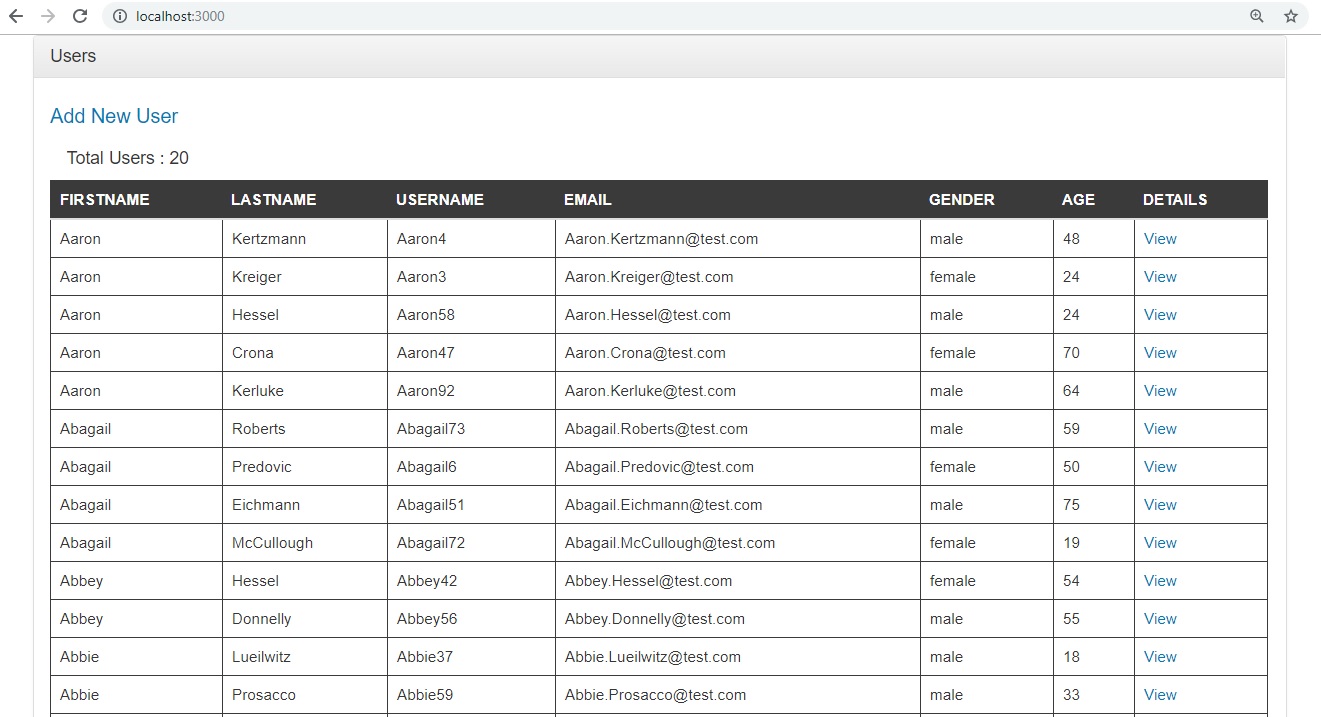 localhost:3000
Users
Add New User
Total Users : 20
FIRSTNAME LASTNAME USERNAME EMAIL GENDER AGE DETAILS
Aaron Kertzmann Aaron4 Aaron.Kertzmann@test.com male 48 View
Aaron Kreiger Aaron3 Aaron.Kreiger@test.com female 24 View
Aaron Hessel Aaron58 Aaron.Hessel@test.com male 24 View
Aaron Crona Aaron47 Aaron.Crona@test.com female 70 View
Aaron Kerluke Aaron92 Aaron.Kerluke@test.com male 64 View
Abagail Roberts Abagail73 Abagail.Roberts@test.com male 59 View
Abagail Predovic Abagail6 Abagail.Predovic@test.com female 50 View
Abagail Eichmann Abagail51 Abagail.Eichmann@test.com male 75 View
Abagail McCullough Abagail72 Abagail.McCullough@test.com female 19 View
Abbey Hessel Abbey42 Abbey.Hessel@test.com female 54 View
Abbey Donnelly Abbey56 Abbey.Donnelly@test.com male 55 View
Abbie Lueilwitz Abbie37 Abbie.Lueilwitz@test.com male 18 View
Abbie Prosacco Abbie59 Abbie.Prosacco@test.com male 33 View